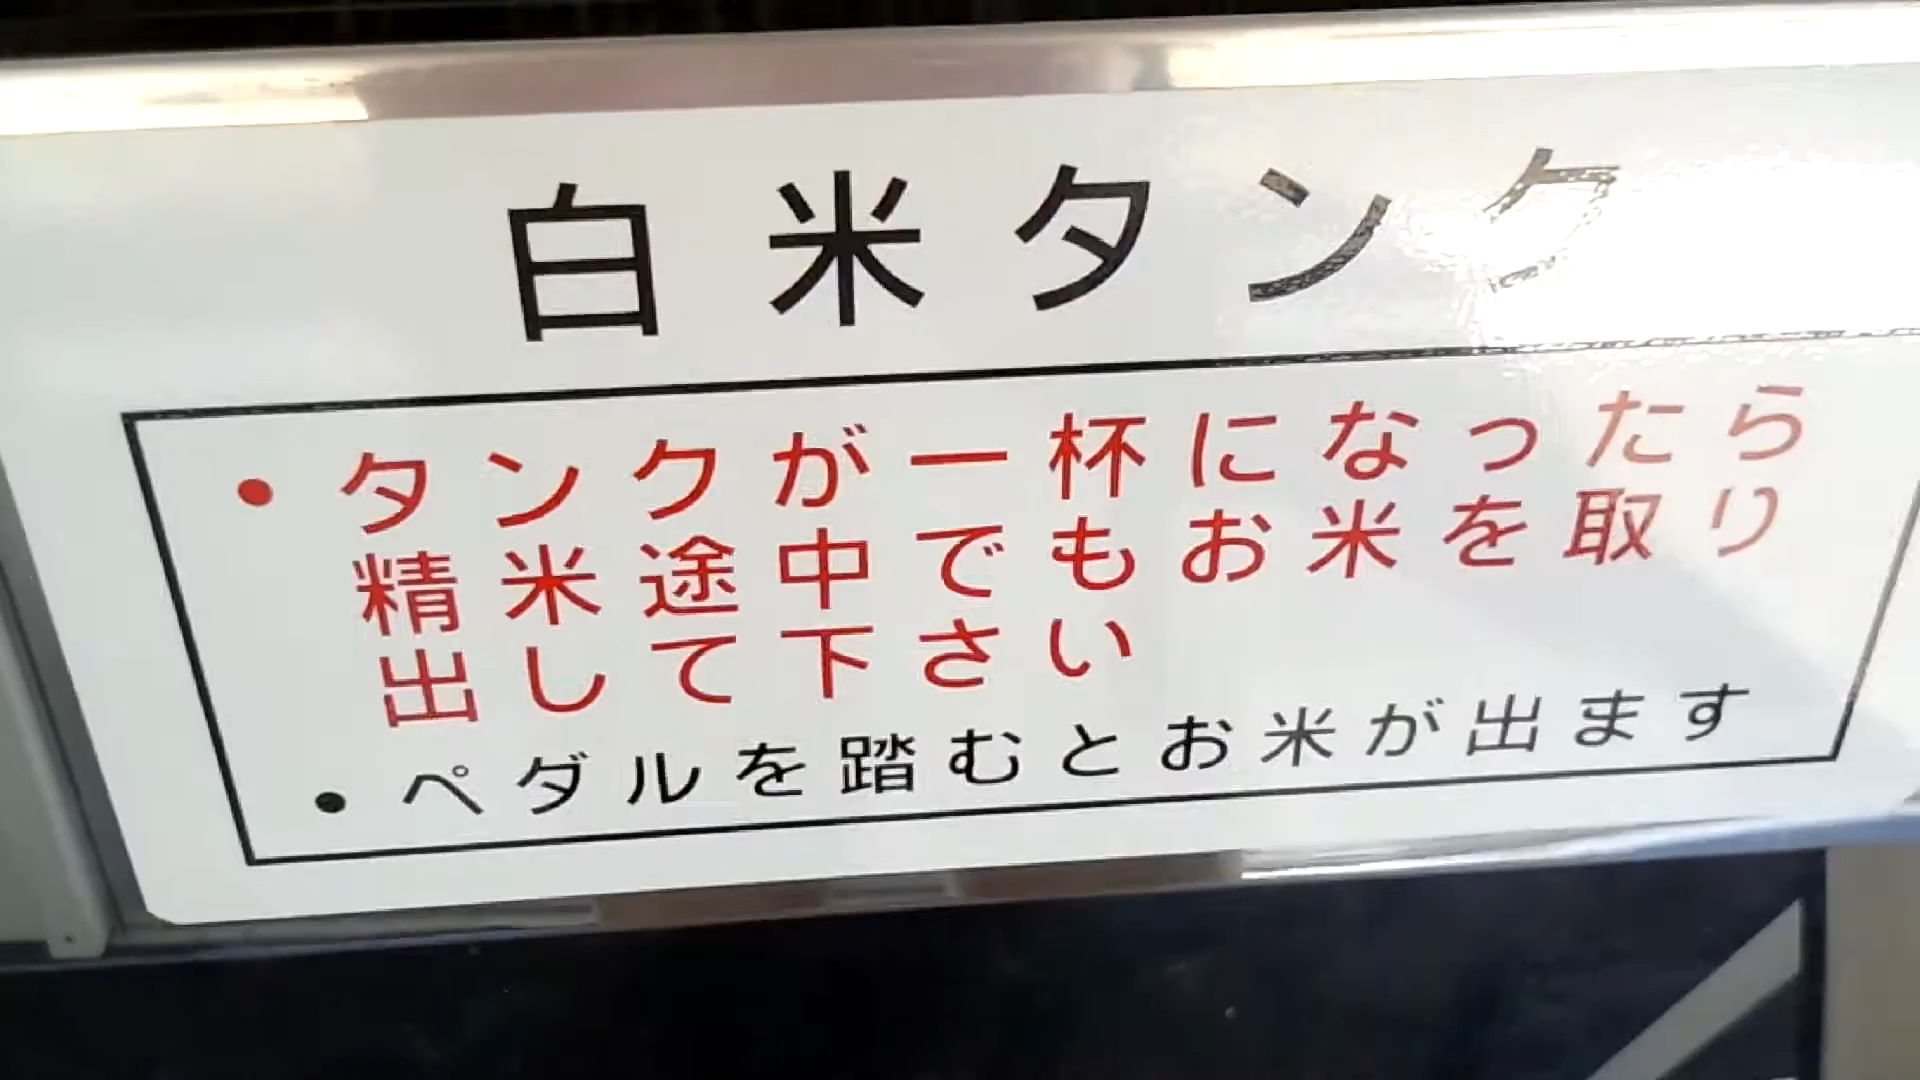 白米タンク
• タンクが一杯になったら
精米途中でもお米を取り
出して下さい
• ペダルを踏むとお米が出ます